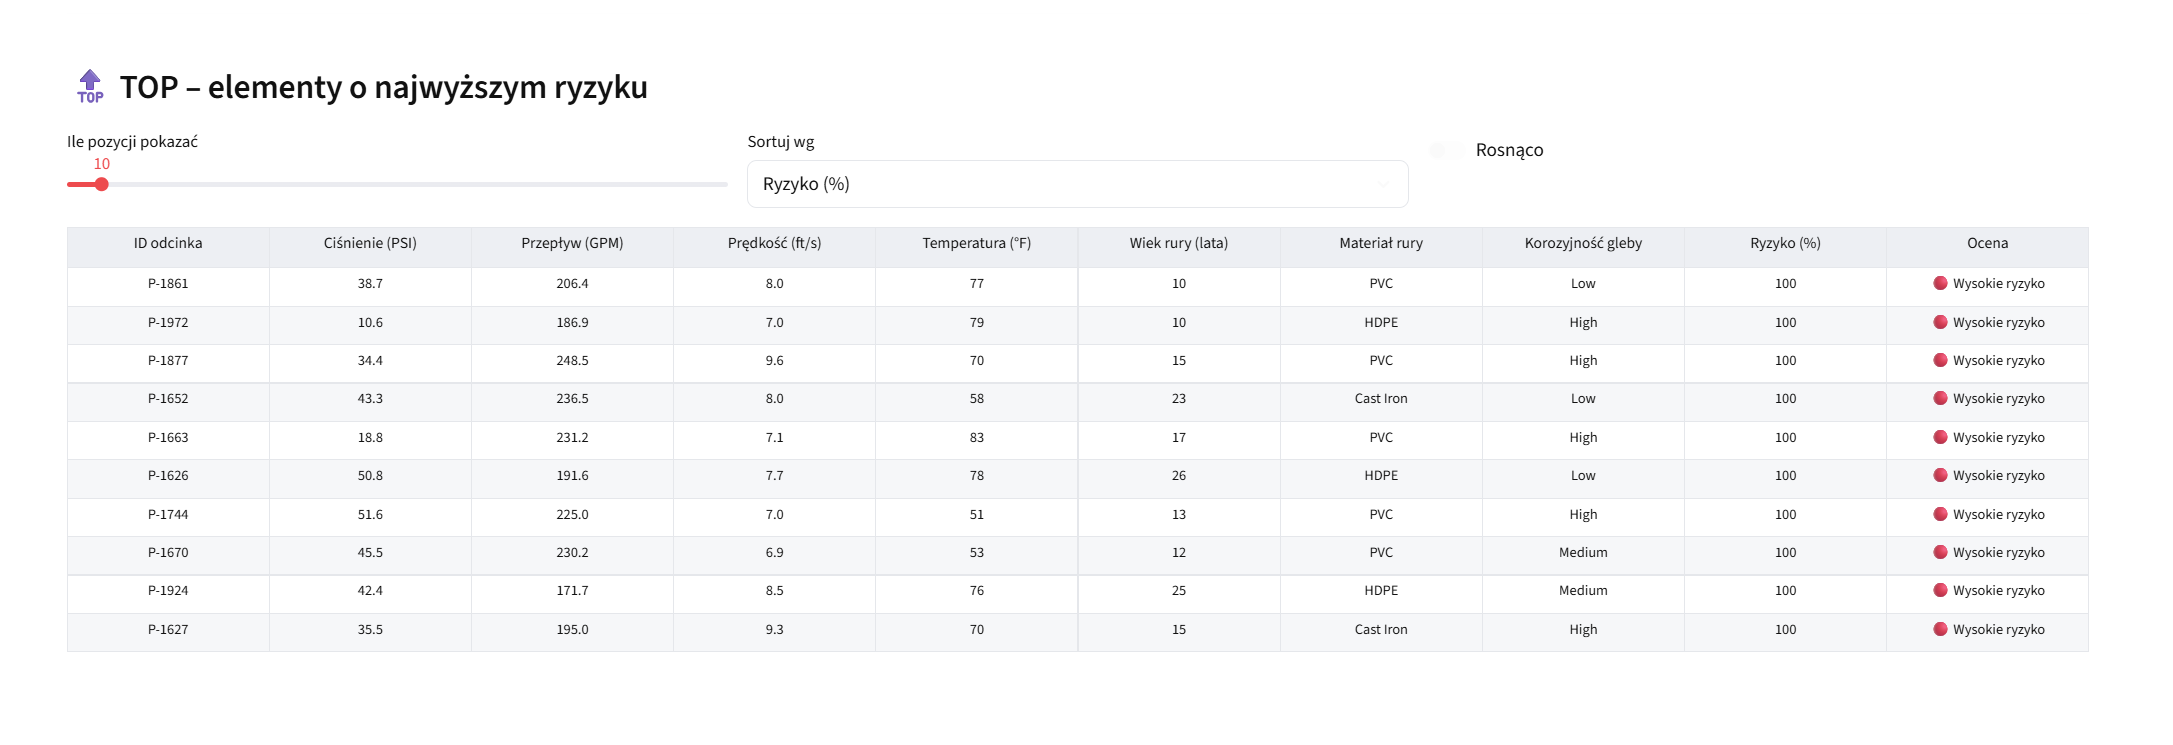 TOP TOP – elementy o najwyższym ryzyku
Ile pozycji pokazać
10
Sortuj wg
Ryzyko (%)
Rosnąco
ID odcinka Ciśnienie (PSI) Przepływ (GPM) Prędkość (ft/s) Temperatura (°F) Wiek rury (lata) Materiał rury Korozyjność gleby Ryzyko (%) Ocena
P-1861 38.7 206.4 8.0 77 10 PVC Low 100 Wysokie ryzyko
P-1972 10.6 186.9 7.0 79 10 HDPE High 100 Wysokie ryzyko
P-1877 34.4 248.5 9.6 70 15 PVC High 100 Wysokie ryzyko
P-1652 43.3 236.5 8.0 58 23 Cast Iron Low 100 Wysokie ryzyko
P-1663 18.8 231.2 7.1 83 17 PVC High 100 Wysokie ryzyko
P-1626 50.8 191.6 7.7 78 26 HDPE Low 100 Wysokie ryzyko
P-1744 51.6 225.0 7.0 51 13 PVC High 100 Wysokie ryzyko
P-1670 45.5 230.2 6.9 53 12 PVC Medium 100 Wysokie ryzyko
P-1924 42.4 171.7 8.5 76 25 HDPE Medium 100 Wysokie ryzyko
P-1627 35.5 195.0 9.3 70 15 Cast Iron High 100 Wysokie ryzyko